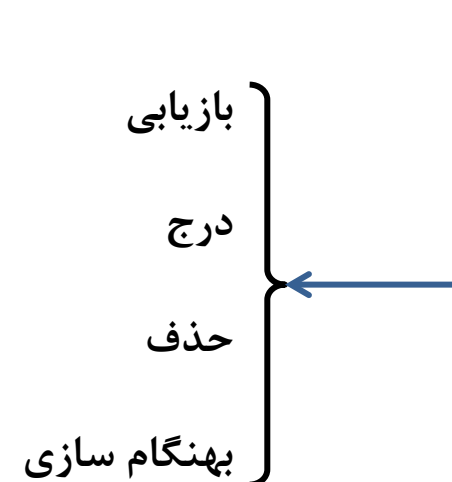 بازیابی
درج
حذف
بهنگام سازی